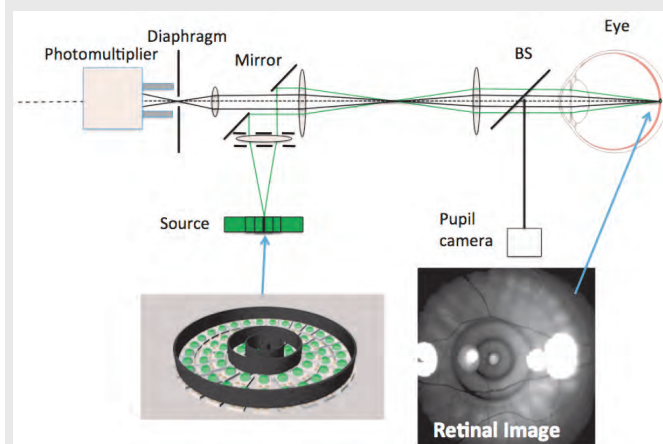 Eye
Diaphragm
BS
Photomultiplier
Mirror
Source
Pupil
camera
Retinal Image